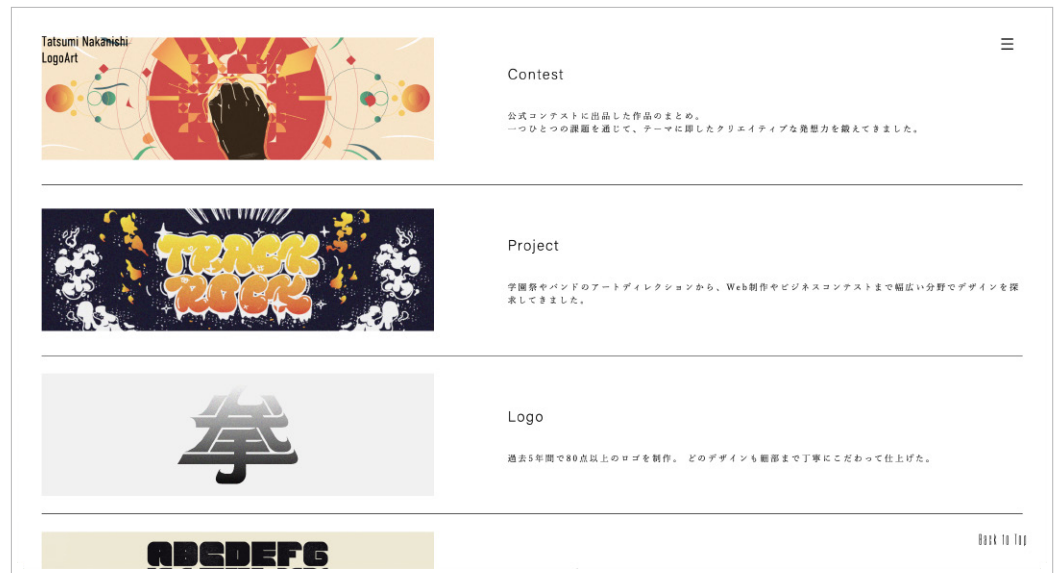 Tatsumi Nakanishi
LogoArt
Contest
公式コンテストに出品した作品のまとめ。
一つひとつの課題を通じて、テーマに即したクリエイティブな発想力を鍛えてきました。
TRACK
ROCK
Project
学園祭やバンドのアートディレクションから、Web制作やビジネスコンテストまで幅広い分野でデザインを探
求してきました。
拳
Logo
過去5年間で80点以上のロゴを制作。 どのデザインも細部まで丁寧にこだわって仕上げた。
ABCDEFG
Back to Top